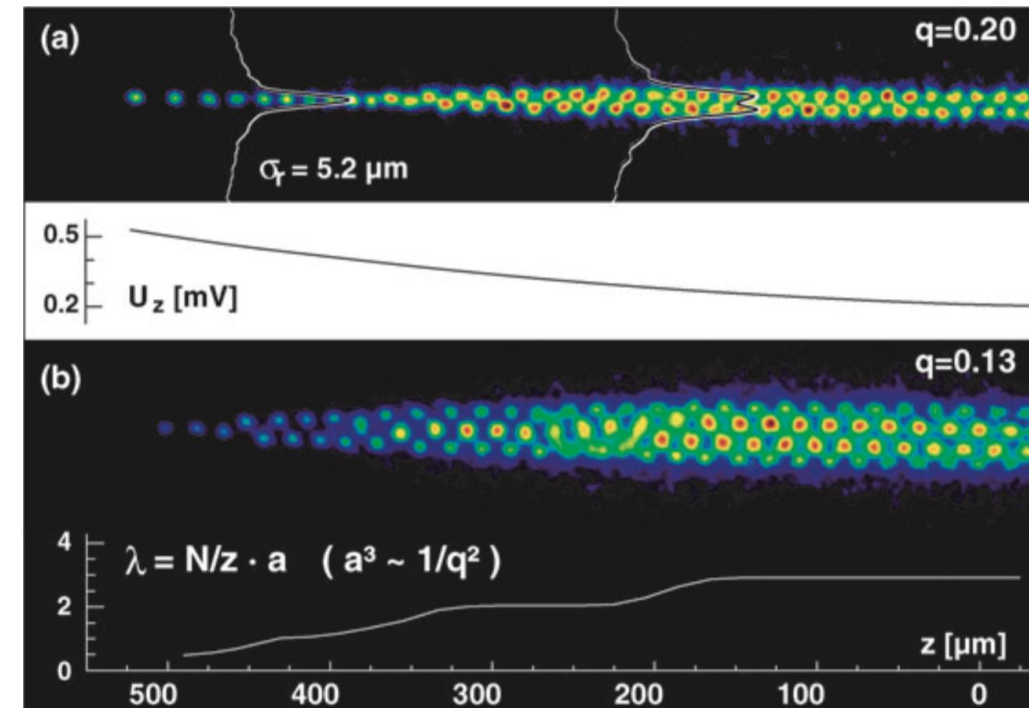 (a) q=0.20
σr = 5.2 µm
0.5
Uz [mV]
0.2
(b) q=0.13
4
λ = N/z · a ( a³ ~ 1/q² )
2
z [µm]
0
500 400 300 200 100 0